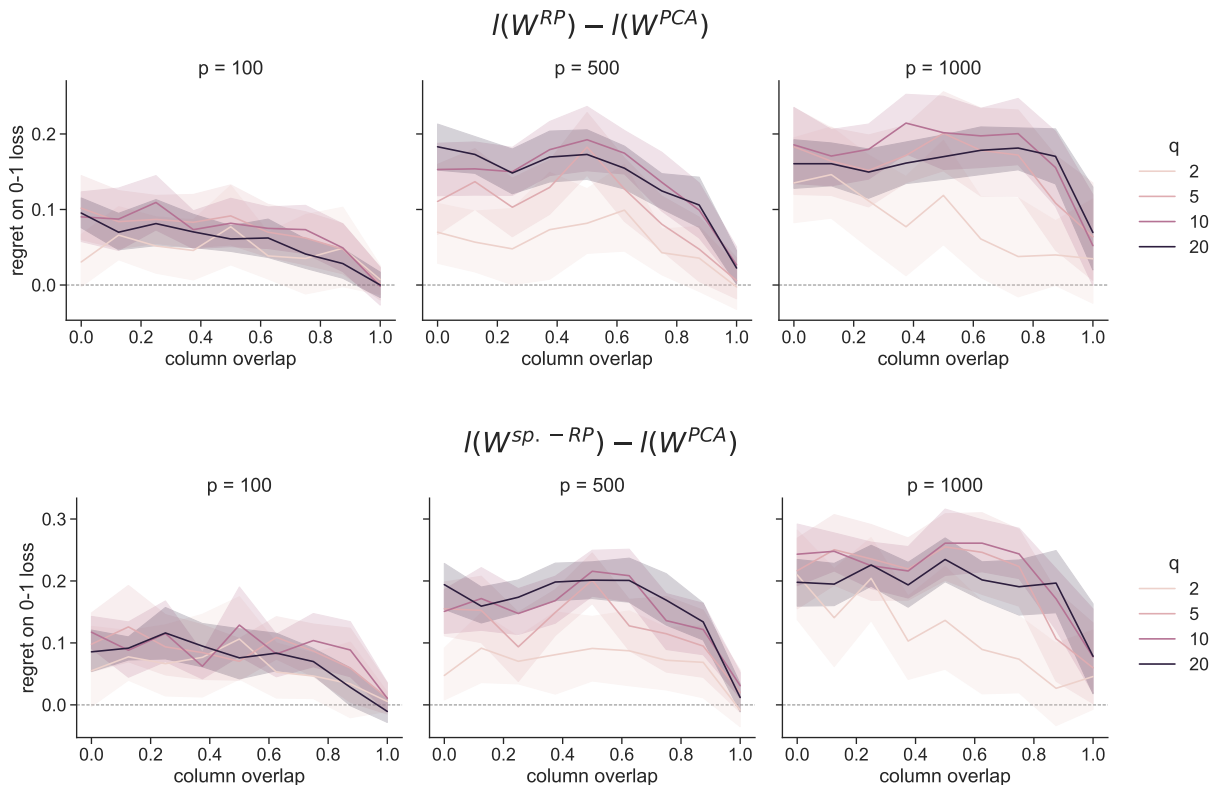 l(W^RP) − l(W^PCA)
p = 100
p = 500
p = 1000
regret on 0-1 loss
0.2
0.1
0.0
0.0 0.2 0.4 0.6 0.8 1.0
column overlap
0.0 0.2 0.4 0.6 0.8 1.0
column overlap
0.0 0.2 0.4 0.6 0.8 1.0
column overlap
q
2
5
10
20
l(W^sp. − RP) − l(W^PCA)
p = 100
p = 500
p = 1000
regret on 0-1 loss
0.3
0.2
0.1
0.0
0.0 0.2 0.4 0.6 0.8 1.0
column overlap
0.0 0.2 0.4 0.6 0.8 1.0
column overlap
0.0 0.2 0.4 0.6 0.8 1.0
column overlap
q
2
5
10
20